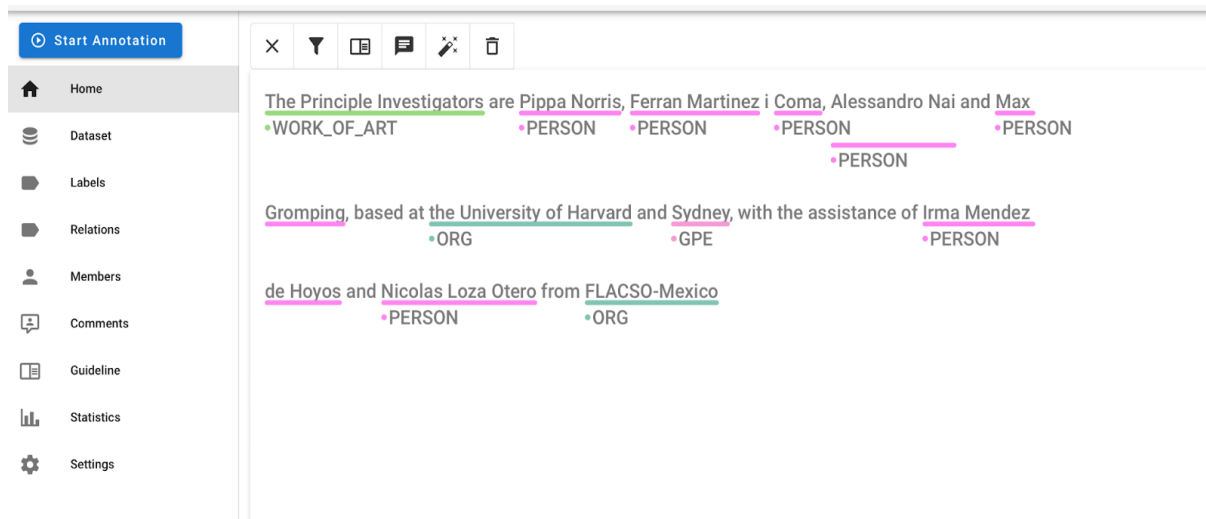 Start Annotation
Home
Dataset
Labels
Relations
Members
Comments
Guideline
Statistics
Settings
The Principle Investigators are Pippa Norris, Ferran Martinez i Coma, Alessandro Nai and Max
•WORK_OF_ART •PERSON •PERSON •PERSON •PERSON
•PERSON
Gromping, based at the University of Harvard and Sydney, with the assistance of Irma Mendez
•ORG •GPE •PERSON
de Hoyos and Nicolas Loza Otero from FLACSO-Mexico
•PERSON •ORG